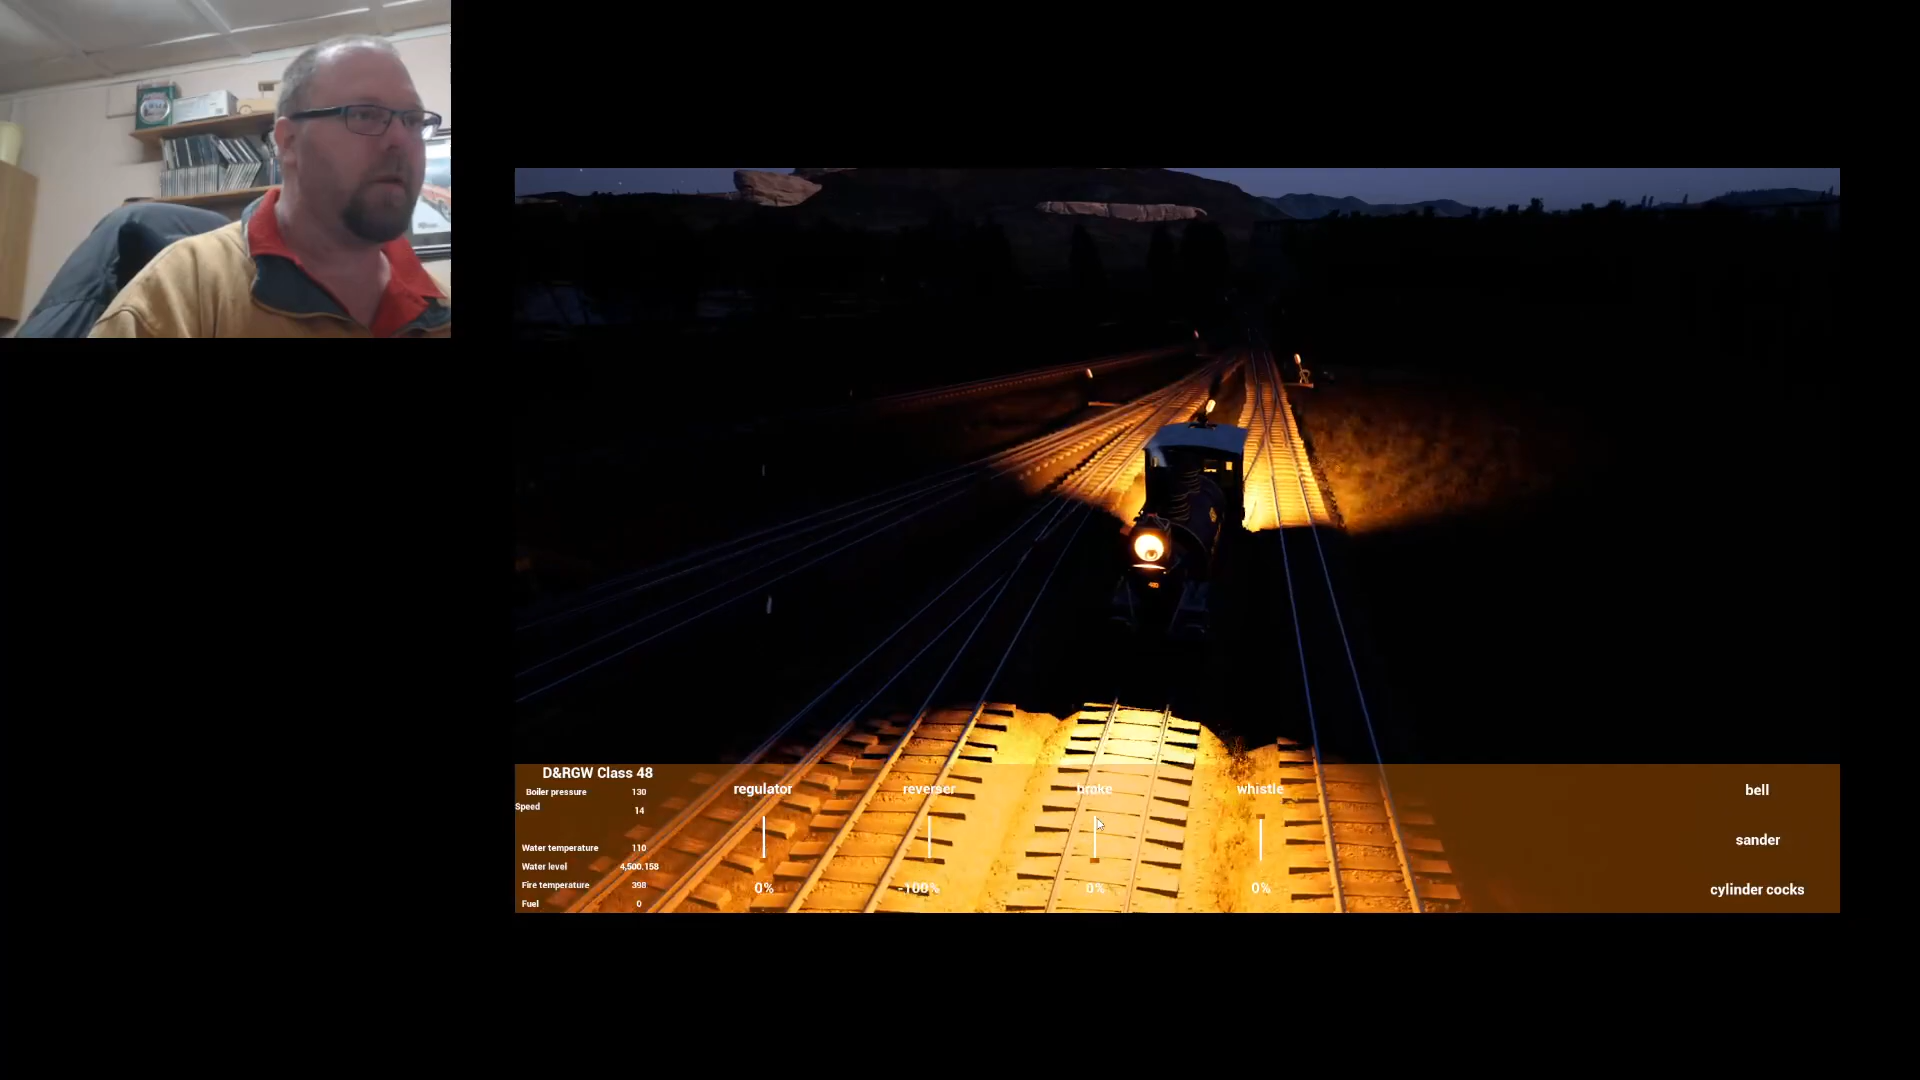 D&RGW Class 48
Boiler pressure 130
Speed 14
Water temperature 110
Water level 4,500.158
Fire temperature 398
Fuel 0
regulator
0%
reverser
-100%
brake
0%
whistle
0%
bell
sander
cylinder cocks